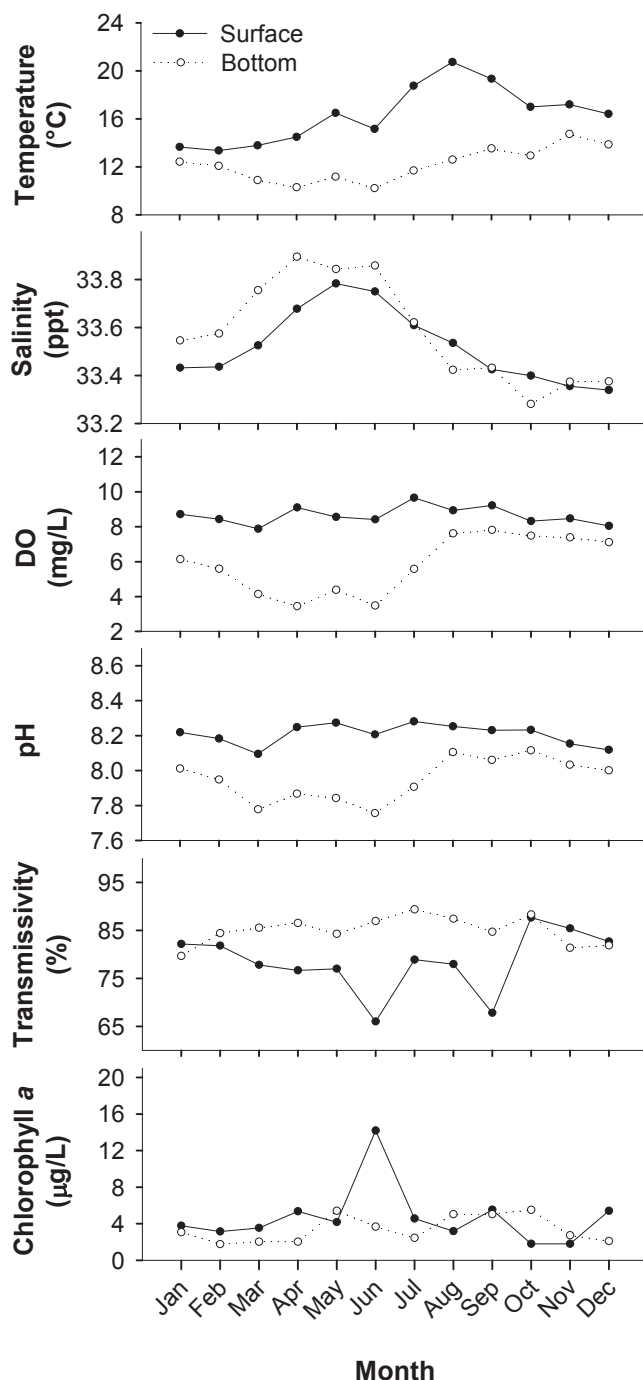 Surface
Bottom
Temperature
(°C)
24
20
16
12
8
Salinity
(ppt)
33.8
33.6
33.4
33.2
DO
(mg/L)
12
10
8
6
4
2
pH
8.6
8.4
8.2
8.0
7.8
7.6
Transmissivity
(%)
95
85
75
65
Chlorophyll a
(µg/L)
20
16
12
8
4
0
Jan Feb Mar Apr May Jun Jul Aug Sep Oct Nov Dec
Month